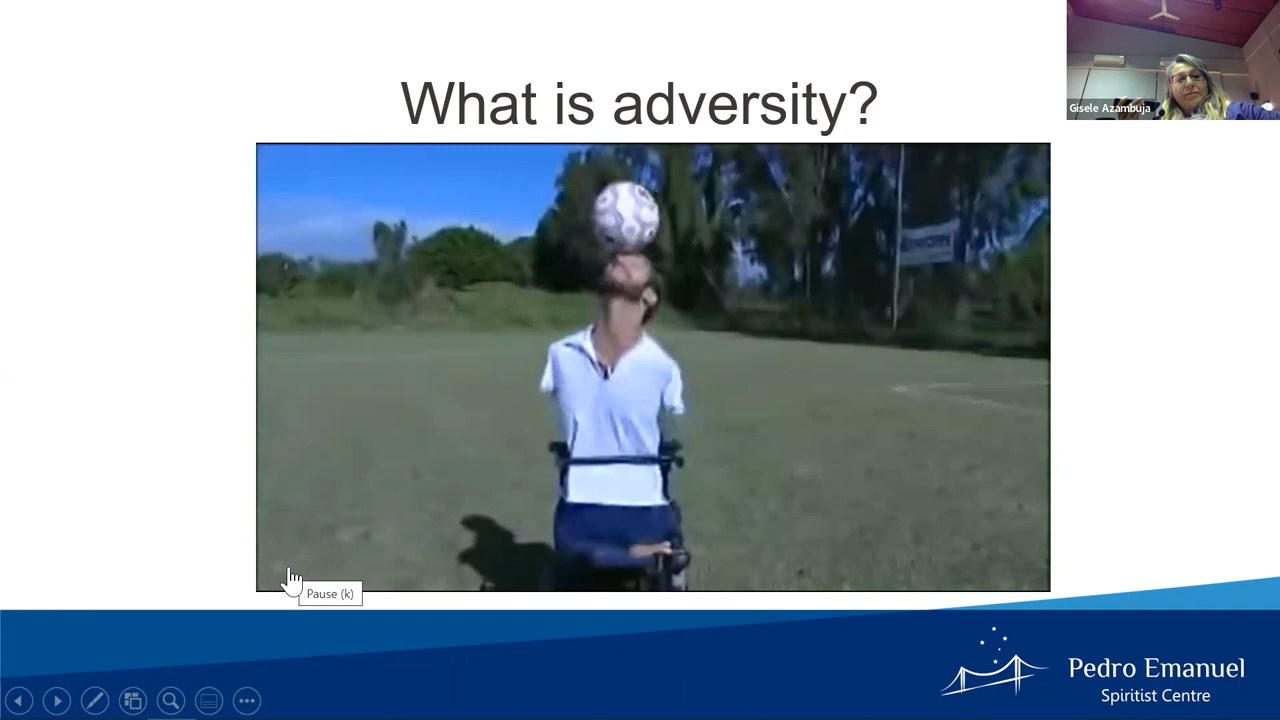 What is adversity?
Gisele Azambuja
Pause (k)
Pedro Emanuel
Spiritist Centre